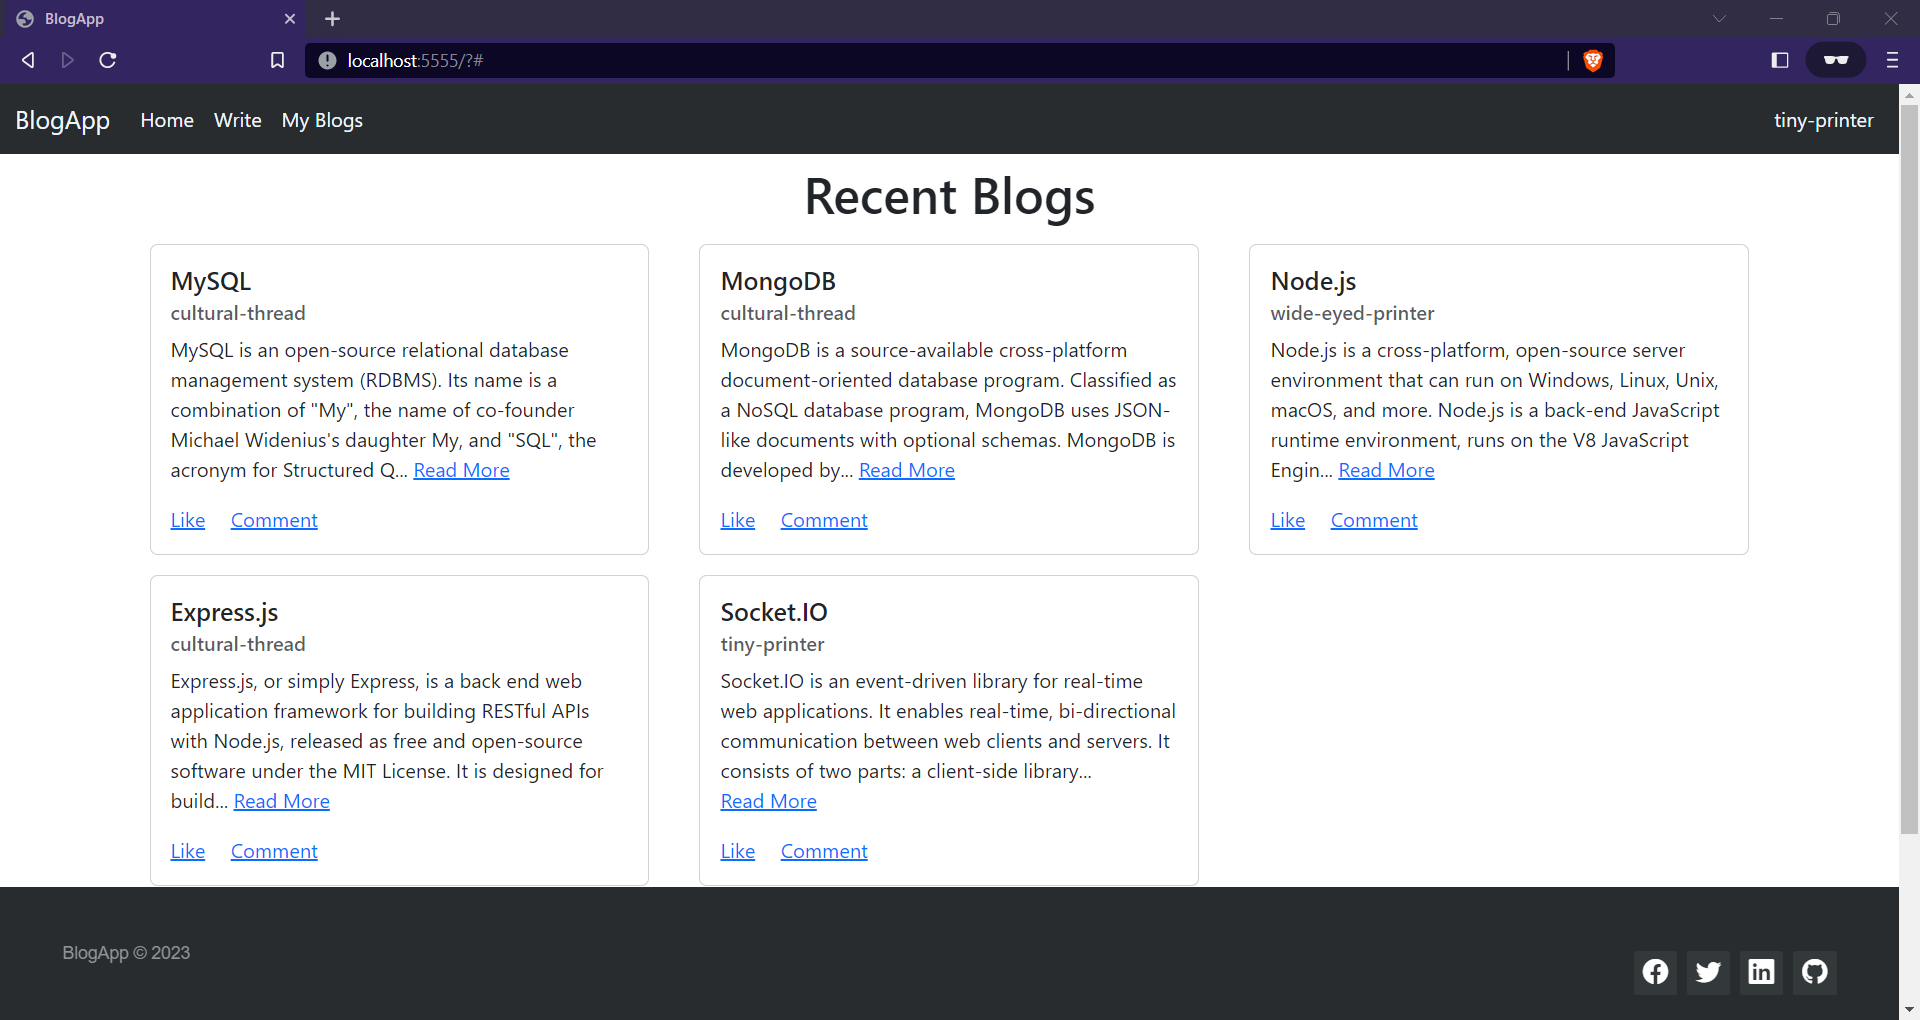 BlogApp
localhost:5555/?#
BlogApp Home Write My Blogs tiny-printer
Recent Blogs
MySQL
cultural-thread
MySQL is an open-source relational database
management system (RDBMS). Its name is a
combination of "My", the name of co-founder
Michael Widenius's daughter My, and "SQL", the
acronym for Structured Q... Read More
Like Comment
MongoDB
cultural-thread
MongoDB is a source-available cross-platform
document-oriented database program. Classified as
a NoSQL database program, MongoDB uses JSON-
like documents with optional schemas. MongoDB is
developed by... Read More
Like Comment
Node.js
wide-eyed-printer
Node.js is a cross-platform, open-source server
environment that can run on Windows, Linux, Unix,
macOS, and more. Node.js is a back-end JavaScript
runtime environment, runs on the V8 JavaScript
Engin... Read More
Like Comment
Express.js
cultural-thread
Express.js, or simply Express, is a back end web
application framework for building RESTful APIs
with Node.js, released as free and open-source
software under the MIT License. It is designed for
build... Read More
Like Comment
Socket.IO
tiny-printer
Socket.IO is an event-driven library for real-time
web applications. It enables real-time, bi-directional
communication between web clients and servers. It
consists of two parts: a client-side library...
Read More
Like Comment
BlogApp © 2023